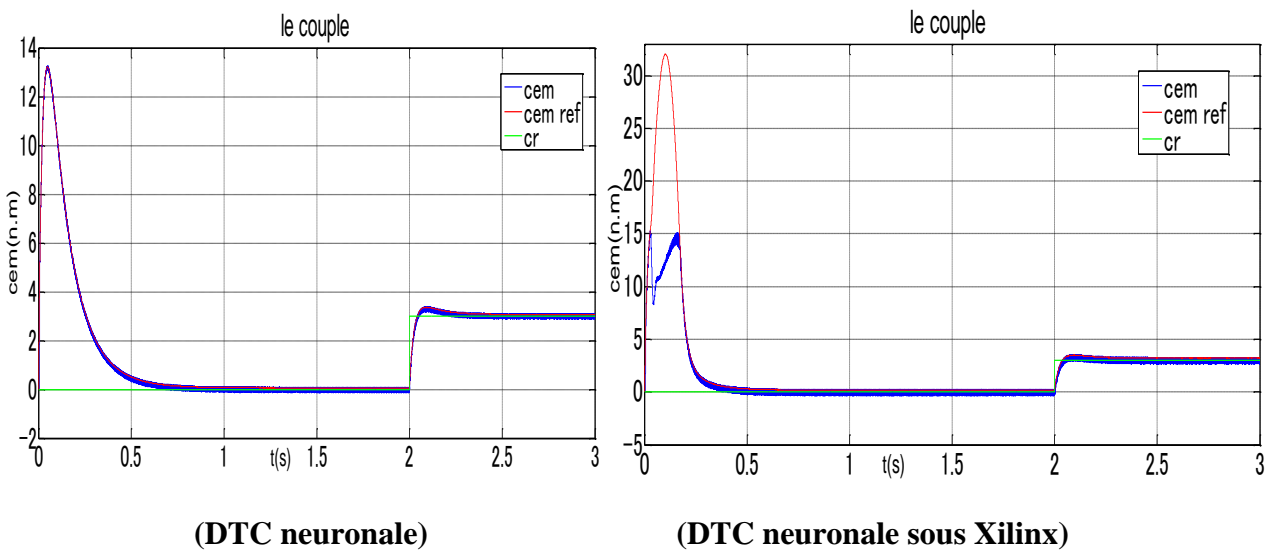 le couple
14
12
10
8
6
4
2
0
-2
cem(n.m)
0
0.5
1
t(s)
1.5
2
2.5
3
cem
cem ref
cr
(DTC neuronale)
le couple
30
25
20
15
10
5
0
-5
cem(n.m)
0
0.5
1
t(s)
1.5
2
2.5
3
cem
cem ref
cr
(DTC neuronale sous Xilinx)